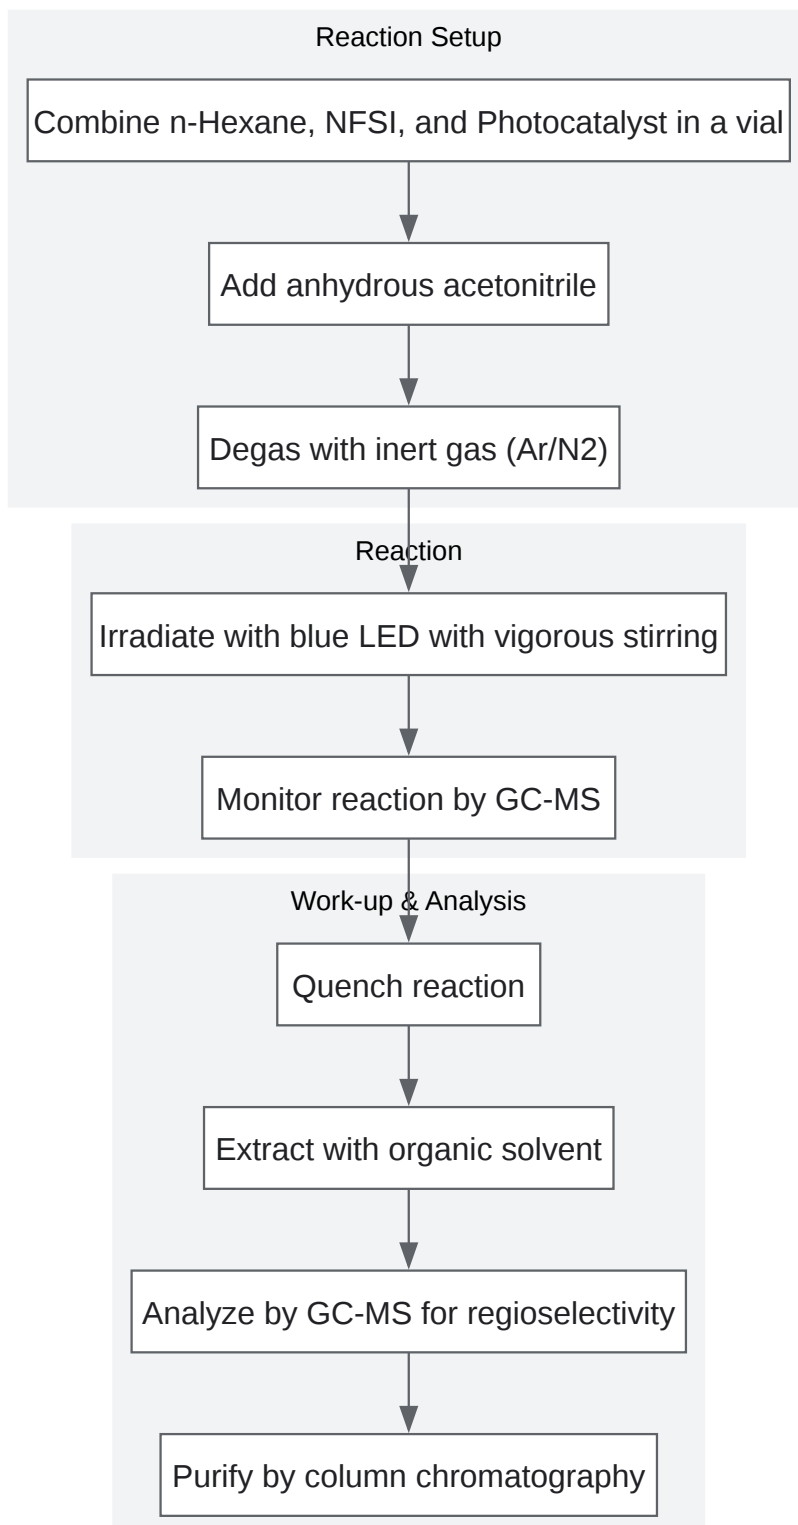 Reaction Setup
Combine n-Hexane, NFSI, and Photocatalyst in a vial
Add anhydrous acetonitrile
Degas with inert gas (Ar/N2)
Reaction
Irradiate with blue LED with vigorous stirring
Monitor reaction by GC-MS
Work-up & Analysis
Quench reaction
Extract with organic solvent
Analyze by GC-MS for regioselectivity
Purify by column chromatography